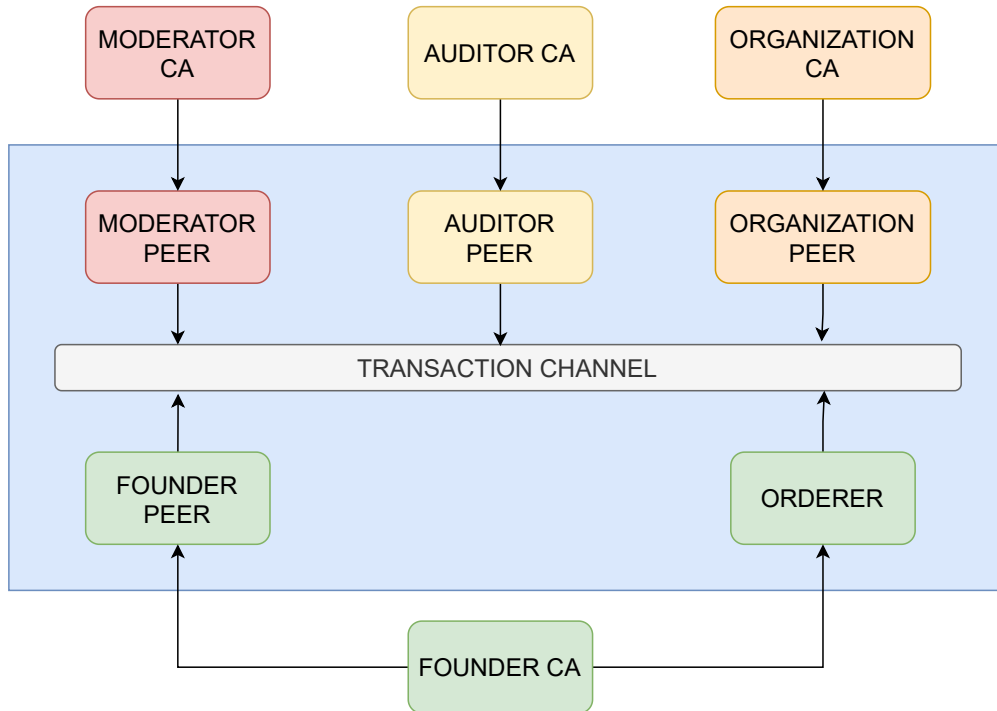 MODERATOR
CA
AUDITOR CA
ORGANIZATION
CA
MODERATOR
PEER
AUDITOR
PEER
ORGANIZATION
PEER
TRANSACTION CHANNEL
FOUNDER
PEER
ORDERER
FOUNDER CA